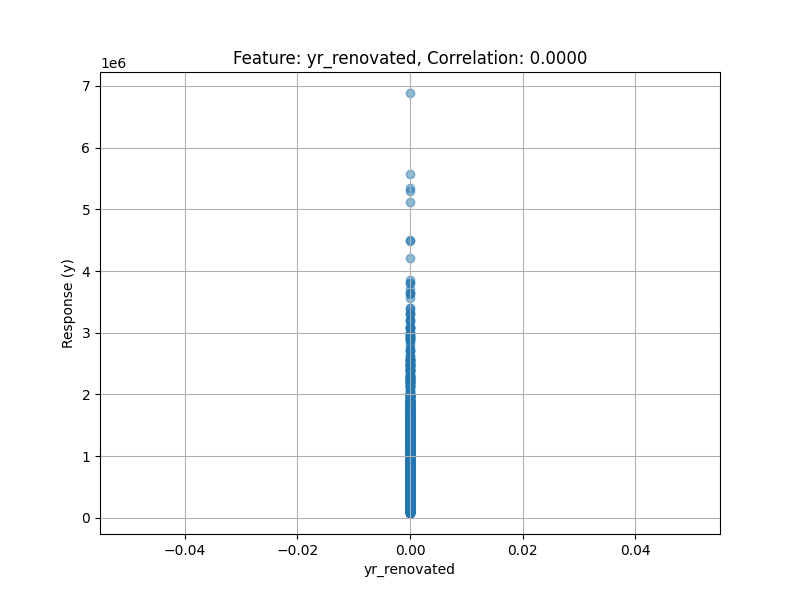 Feature: yr_renovated, Correlation: 0.0000
1e6
7
6
5
4
3
2
1
0
Response (y)
−0.04 −0.02 0.00 0.02 0.04
yr_renovated